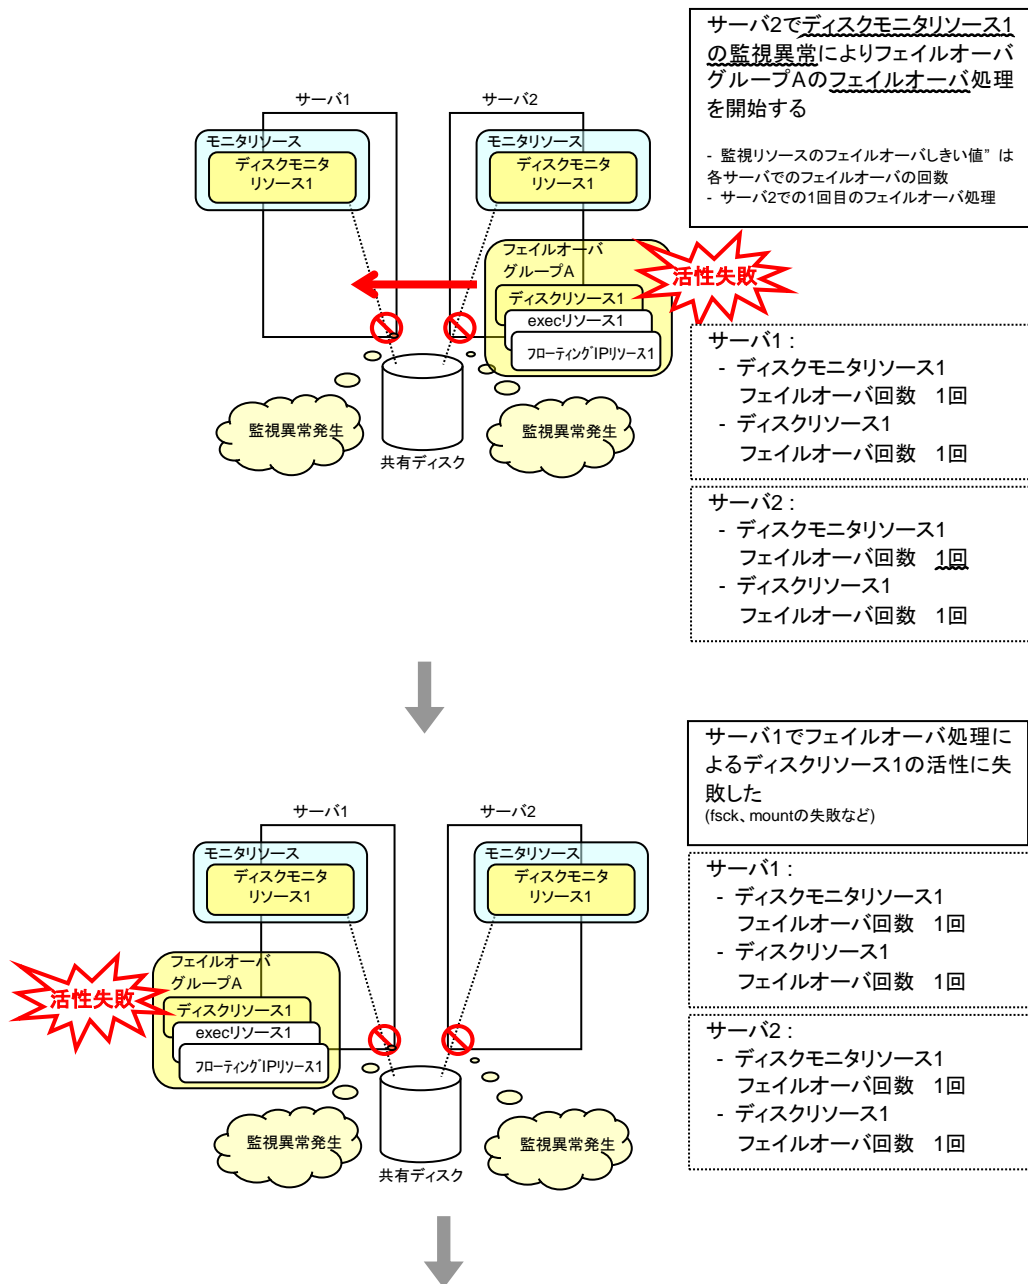 サーバ2でディスクモニタリソース1
の監視異常によりフェイルオーバ
グループAのフェイルオーバ処理
を開始する
- 監視リソースのフェイルオーバしきい値" は
各サーバでのフェイルオーバの回数
- サーバ2での1回目のフェイルオーバ処理
サーバ1
サーバ2
モニタリソース
ディスクモニタ
リソース1
モニタリソース
ディスクモニタ
リソース1
フェイルオーバ
グループA
ディスクリソース1
execリソース1
フローティングIPリソース1
活性失敗
監視異常発生
監視異常発生
共有ディスク
サーバ1 :
- ディスクモニタリソース1
フェイルオーバ回数 1回
- ディスクリソース1
フェイルオーバ回数 1回
サーバ2 :
- ディスクモニタリソース1
フェイルオーバ回数 1回
- ディスクリソース1
フェイルオーバ回数 1回
サーバ1でフェイルオーバ処理に
よるディスクリソース1の活性に失
敗した
(fsck、mountの失敗など)
サーバ1
サーバ2
モニタリソース
ディスクモニタ
リソース1
モニタリソース
ディスクモニタ
リソース1
活性失敗
フェイルオーバ
グループA
ディスクリソース1
execリソース1
フローティングIPリソース1
監視異常発生
監視異常発生
共有ディスク
サーバ1 :
- ディスクモニタリソース1
フェイルオーバ回数 1回
- ディスクリソース1
フェイルオーバ回数 1回
サーバ2 :
- ディスクモニタリソース1
フェイルオーバ回数 1回
- ディスクリソース1
フェイルオーバ回数 1回